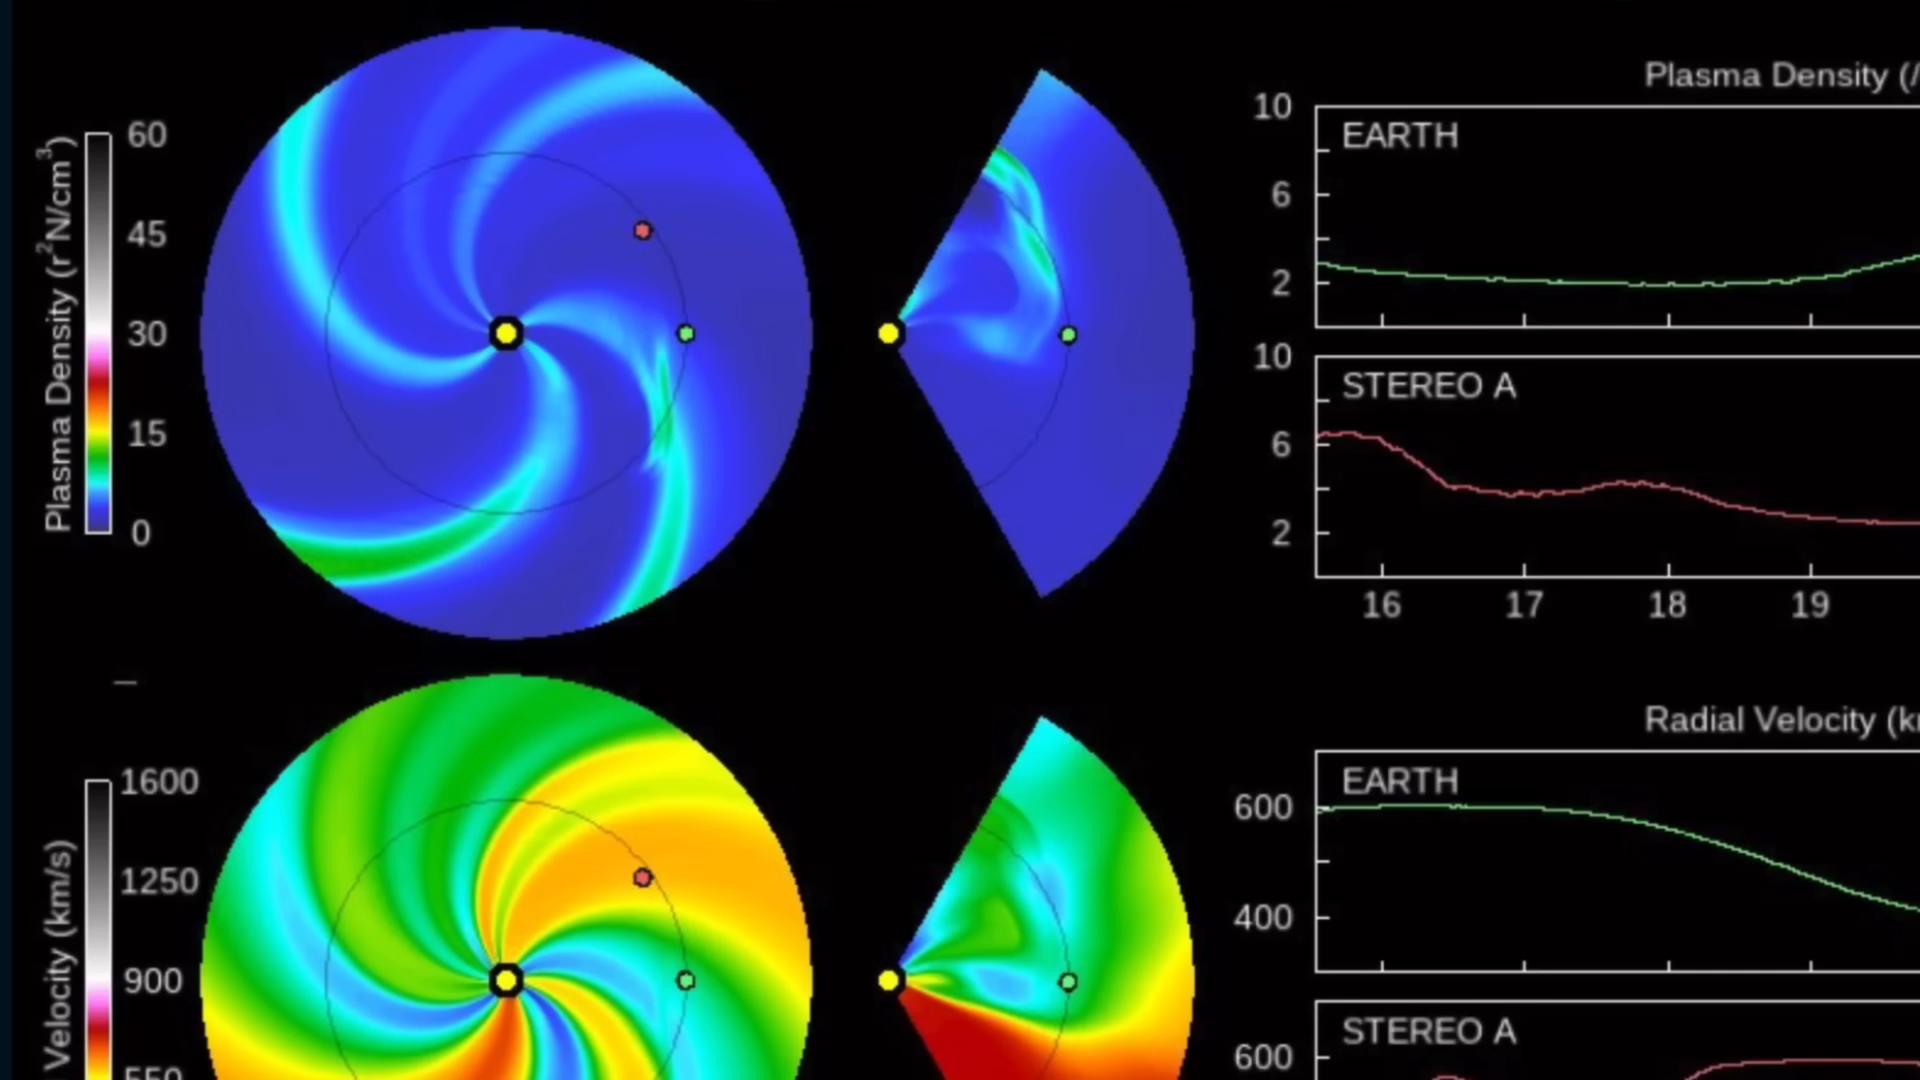 Plasma Density (r²N/cm³)
60
45
30
15
0
Plasma Density (/
EARTH
10
6
2
STEREO A
10
6
2
16 17 18 19
Velocity (km/s)
1600
1250
900
550
Radial Velocity (k
EARTH
600
400
STEREO A
600